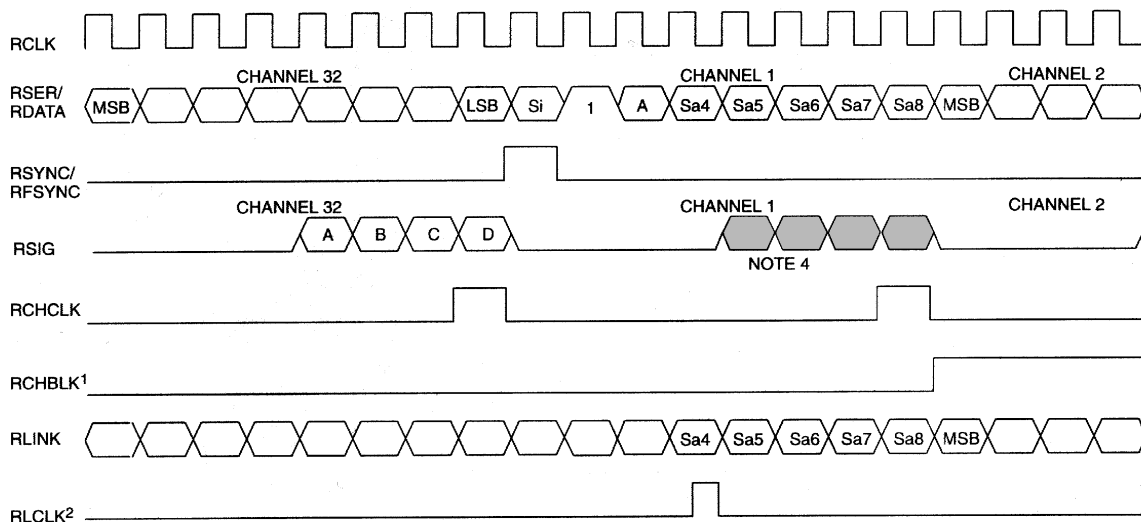 RCLK
CHANNEL 32 CHANNEL 1 CHANNEL 2
RSER/
RDATA
MSB LSB Si 1 A Sa4 Sa5 Sa6 Sa7 Sa8 MSB
RSYNC/
RFSYNC
CHANNEL 32 CHANNEL 1 CHANNEL 2
RSIG A B C D
NOTE 4
RCHCLK
RCHBLK1
RLINK Sa4 Sa5 Sa6 Sa7 Sa8 MSB
RLCLK2